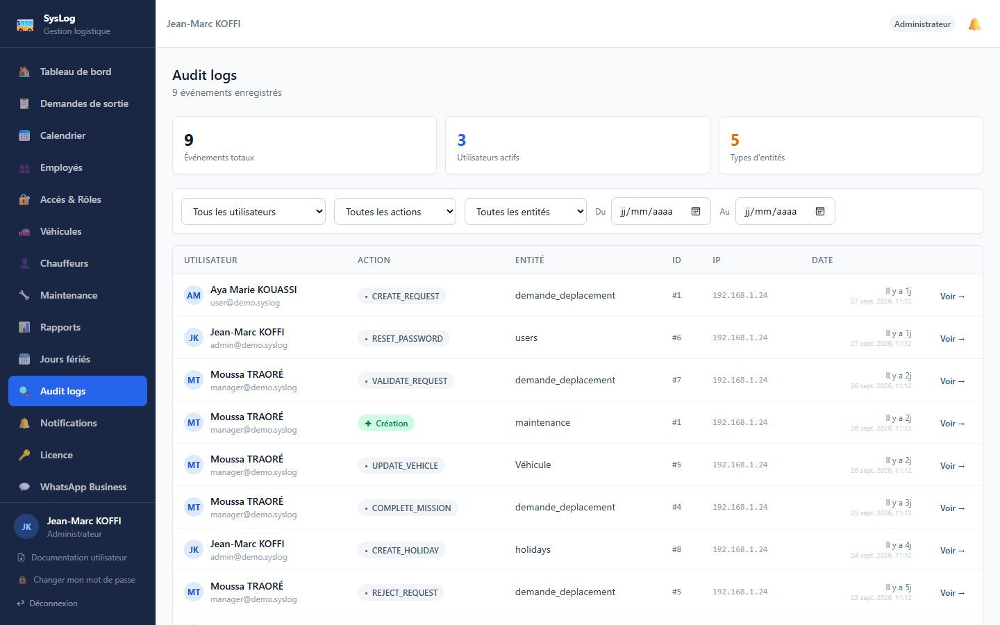 SysLog
Gestion logistique
Tableau de bord
Demandes de sortie
Calendrier
Employés
Accès & Rôles
Véhicules
Chauffeurs
Maintenance
Rapports
Jours fériés
Audit logs
Notifications
Licence
WhatsApp Business
JK
Jean-Marc KOFFI
Administrateur
Documentation utilisateur
Changer mon mot de passe
↩ Déconnexion
Jean-Marc KOFFI
Administrateur
Audit logs
9 événements enregistrés
9
Événements totaux
3
Utilisateurs actifs
5
Types d'entités
Tous les utilisateurs Toutes les actions Toutes les entités Du jj/mm/aaaa Au jj/mm/aaaa
UTILISATEUR ACTION ENTITÉ ID IP DATE
AM Aya Marie KOUASSI • CREATE_REQUEST demande_deplacement #1 192.168.1.24 Il y a 1j Voir →
user@demo.syslog 27 sept. 2026, 11:12
JK Jean-Marc KOFFI • RESET_PASSWORD users #6 192.168.1.24 Il y a 1j Voir →
admin@demo.syslog 27 sept. 2026, 11:12
MT Moussa TRAORÉ • VALIDATE_REQUEST demande_deplacement #7 192.168.1.24 Il y a 2j Voir →
manager@demo.syslog 26 sept. 2026, 11:12
MT Moussa TRAORÉ + Création maintenance #1 192.168.1.24 Il y a 2j Voir →
manager@demo.syslog 26 sept. 2026, 11:12
MT Moussa TRAORÉ • UPDATE_VEHICLE Véhicule #5 192.168.1.24 Il y a 2j Voir →
manager@demo.syslog 26 sept. 2026, 11:12
MT Moussa TRAORÉ • COMPLETE_MISSION demande_deplacement #4 192.168.1.24 Il y a 3j Voir →
manager@demo.syslog 25 sept. 2026, 11:12
JK Jean-Marc KOFFI • CREATE_HOLIDAY holidays #8 192.168.1.24 Il y a 4j Voir →
admin@demo.syslog 24 sept. 2026, 11:12
MT Moussa TRAORÉ • REJECT_REQUEST demande_deplacement #5 192.168.1.24 Il y a 5j Voir →
manager@demo.syslog 23 sept. 2026, 11:12